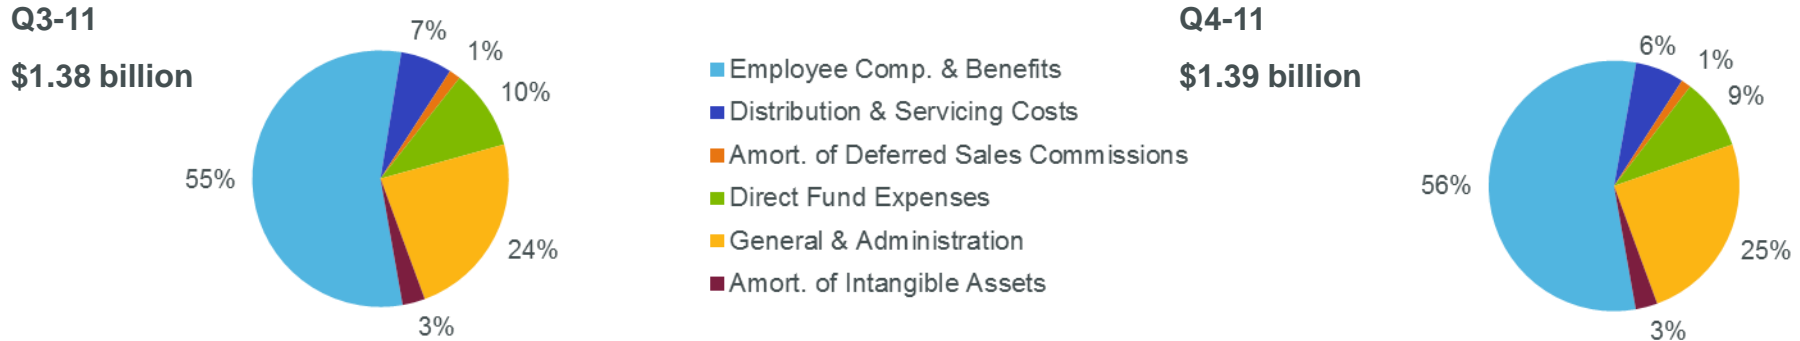 Q3-11
$1.38 billion
7%
1%
10%
55%
24%
3%
Employee Comp. & Benefits
Distribution & Servicing Costs
Amort. of Deferred Sales Commissions
Direct Fund Expenses
General & Administration
Amort. of Intangible Assets
Q4-11
$1.39 billion
6%
1%
9%
56%
25%
3%